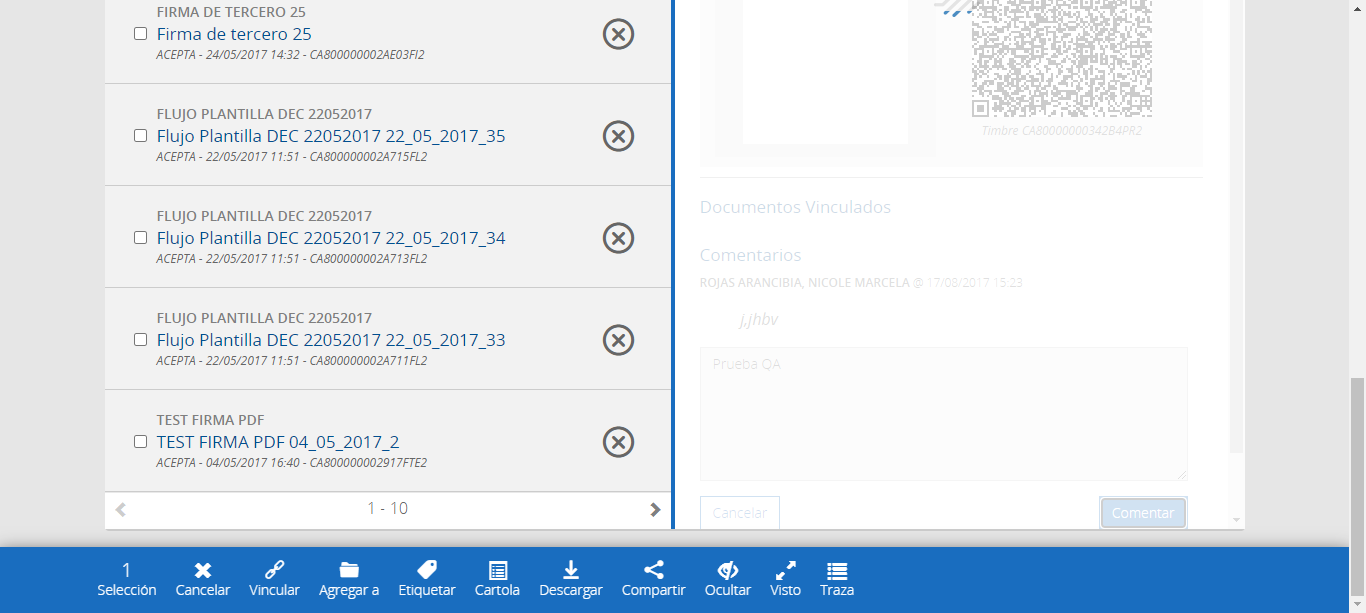 FIRMA DE TERCERO 25
Firma de tercero 25
ACEPTA - 24/05/2017 14:32 - CA800000002AE03FI2
FLUJO PLANTILLA DEC 22052017
Flujo Plantilla DEC 22052017 22_05_2017_35
ACEPTA - 22/05/2017 11:51 - CA800000002A715FL2
FLUJO PLANTILLA DEC 22052017
Flujo Plantilla DEC 22052017 22_05_2017_34
ACEPTA - 22/05/2017 11:51 - CA800000002A713FL2
FLUJO PLANTILLA DEC 22052017
Flujo Plantilla DEC 22052017 22_05_2017_33
ACEPTA - 22/05/2017 11:51 - CA800000002A711FL2
TEST FIRMA PDF
TEST FIRMA PDF 04_05_2017_2
ACEPTA - 04/05/2017 16:40 - CA800000002917FTE2
1 - 10
Timbre CA80000000342B4PR2
Documentos Vinculados
Comentarios
ROJAS ARANCIBIA, NICOLE MARCELA @ 17/08/2017 15:23
j,jhbv
Prueba QA
Cancelar
Comentar
1
Selección
Cancelar
Vincular
Agregar a
Etiquetar
Cartola
Descargar
Compartir
Ocultar
Visto
Traza